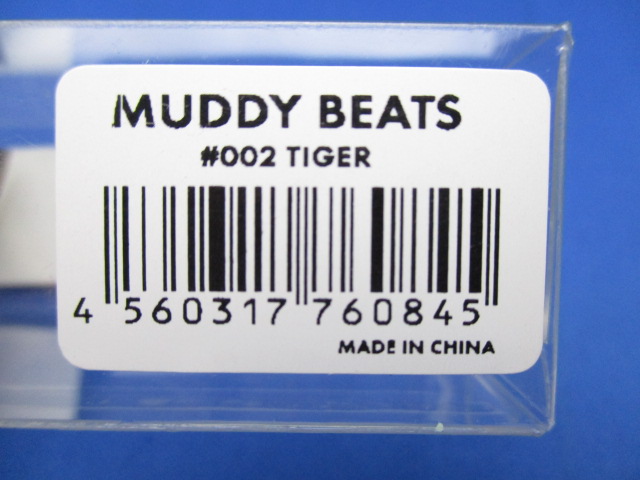 MUDDY BEATS
#002 TIGER
4 560317 760845
MADE IN CHINA